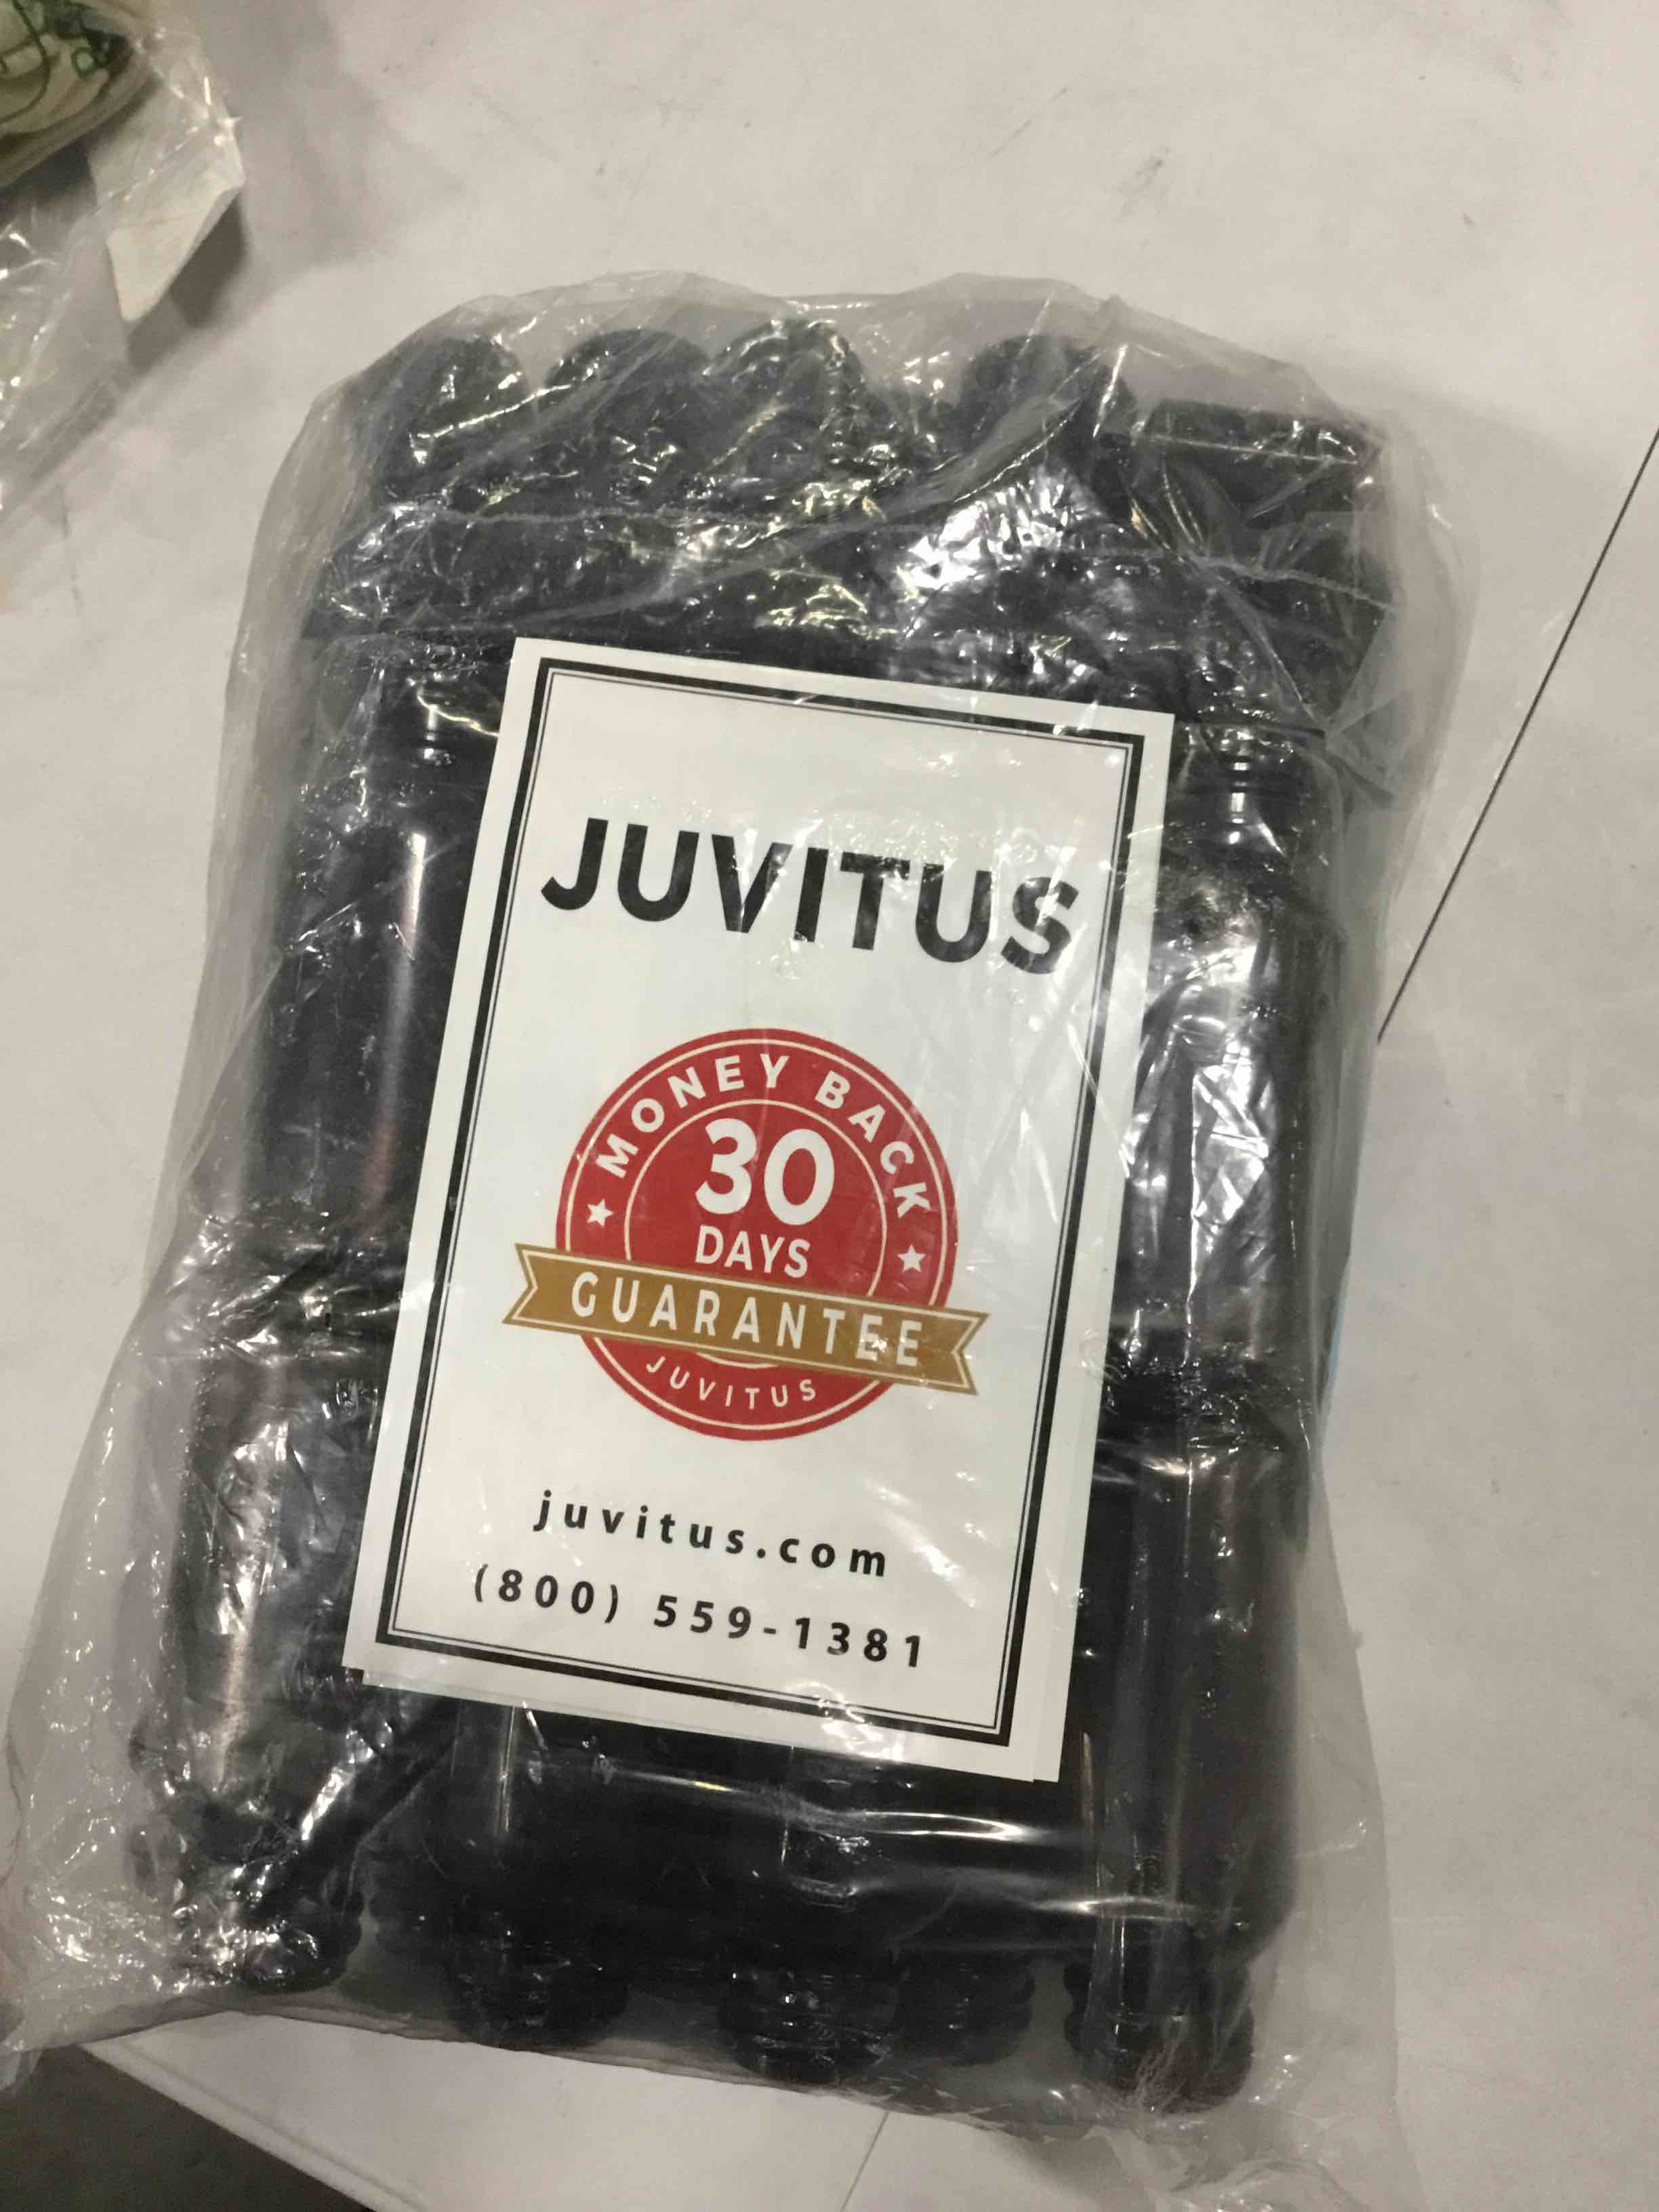 JUVITUS
MONEY BACK
30
DAYS
GUARANTEE
JUVITUS
juvitus.com
(800) 559-1381